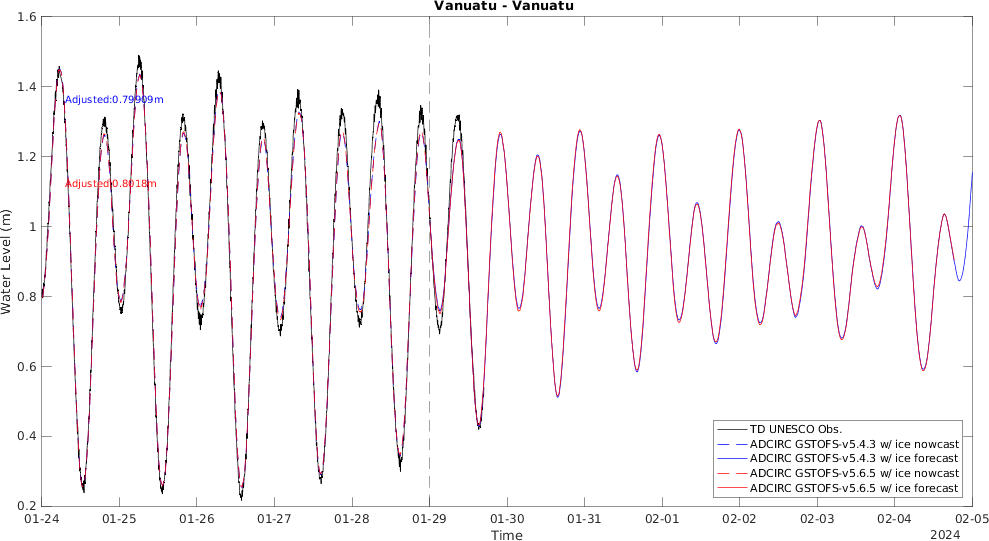 Vanuatu - Vanuatu
1.6
1.4
1.2
1
0.8
0.6
0.4
0.2
Water Level (m)
Adjusted:0.79909m
Adjusted:0.8018m
TD UNESCO Obs.
ADCIRC GSTOFS-v5.4.3 w/ ice nowcast
ADCIRC GSTOFS-v5.4.3 w/ ice forecast
ADCIRC GSTOFS-v5.6.5 w/ ice nowcast
ADCIRC GSTOFS-v5.6.5 w/ ice forecast
01-24 01-25 01-26 01-27 01-28 01-29 01-30 01-31 02-01 02-02 02-03 02-04 02-05
Time
2024